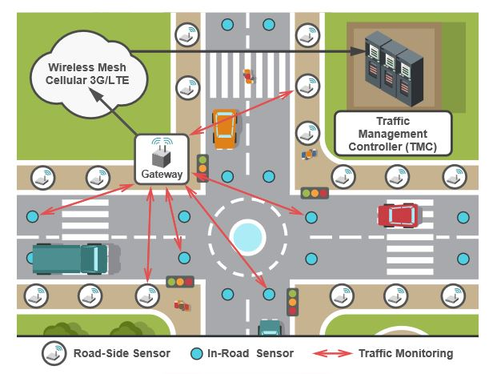 Wireless Mesh
Cellular 3G/LTE
Traffic
Management
Controller (TMC)
Gateway
Road-Side Sensor
In-Road Sensor
Traffic Monitoring